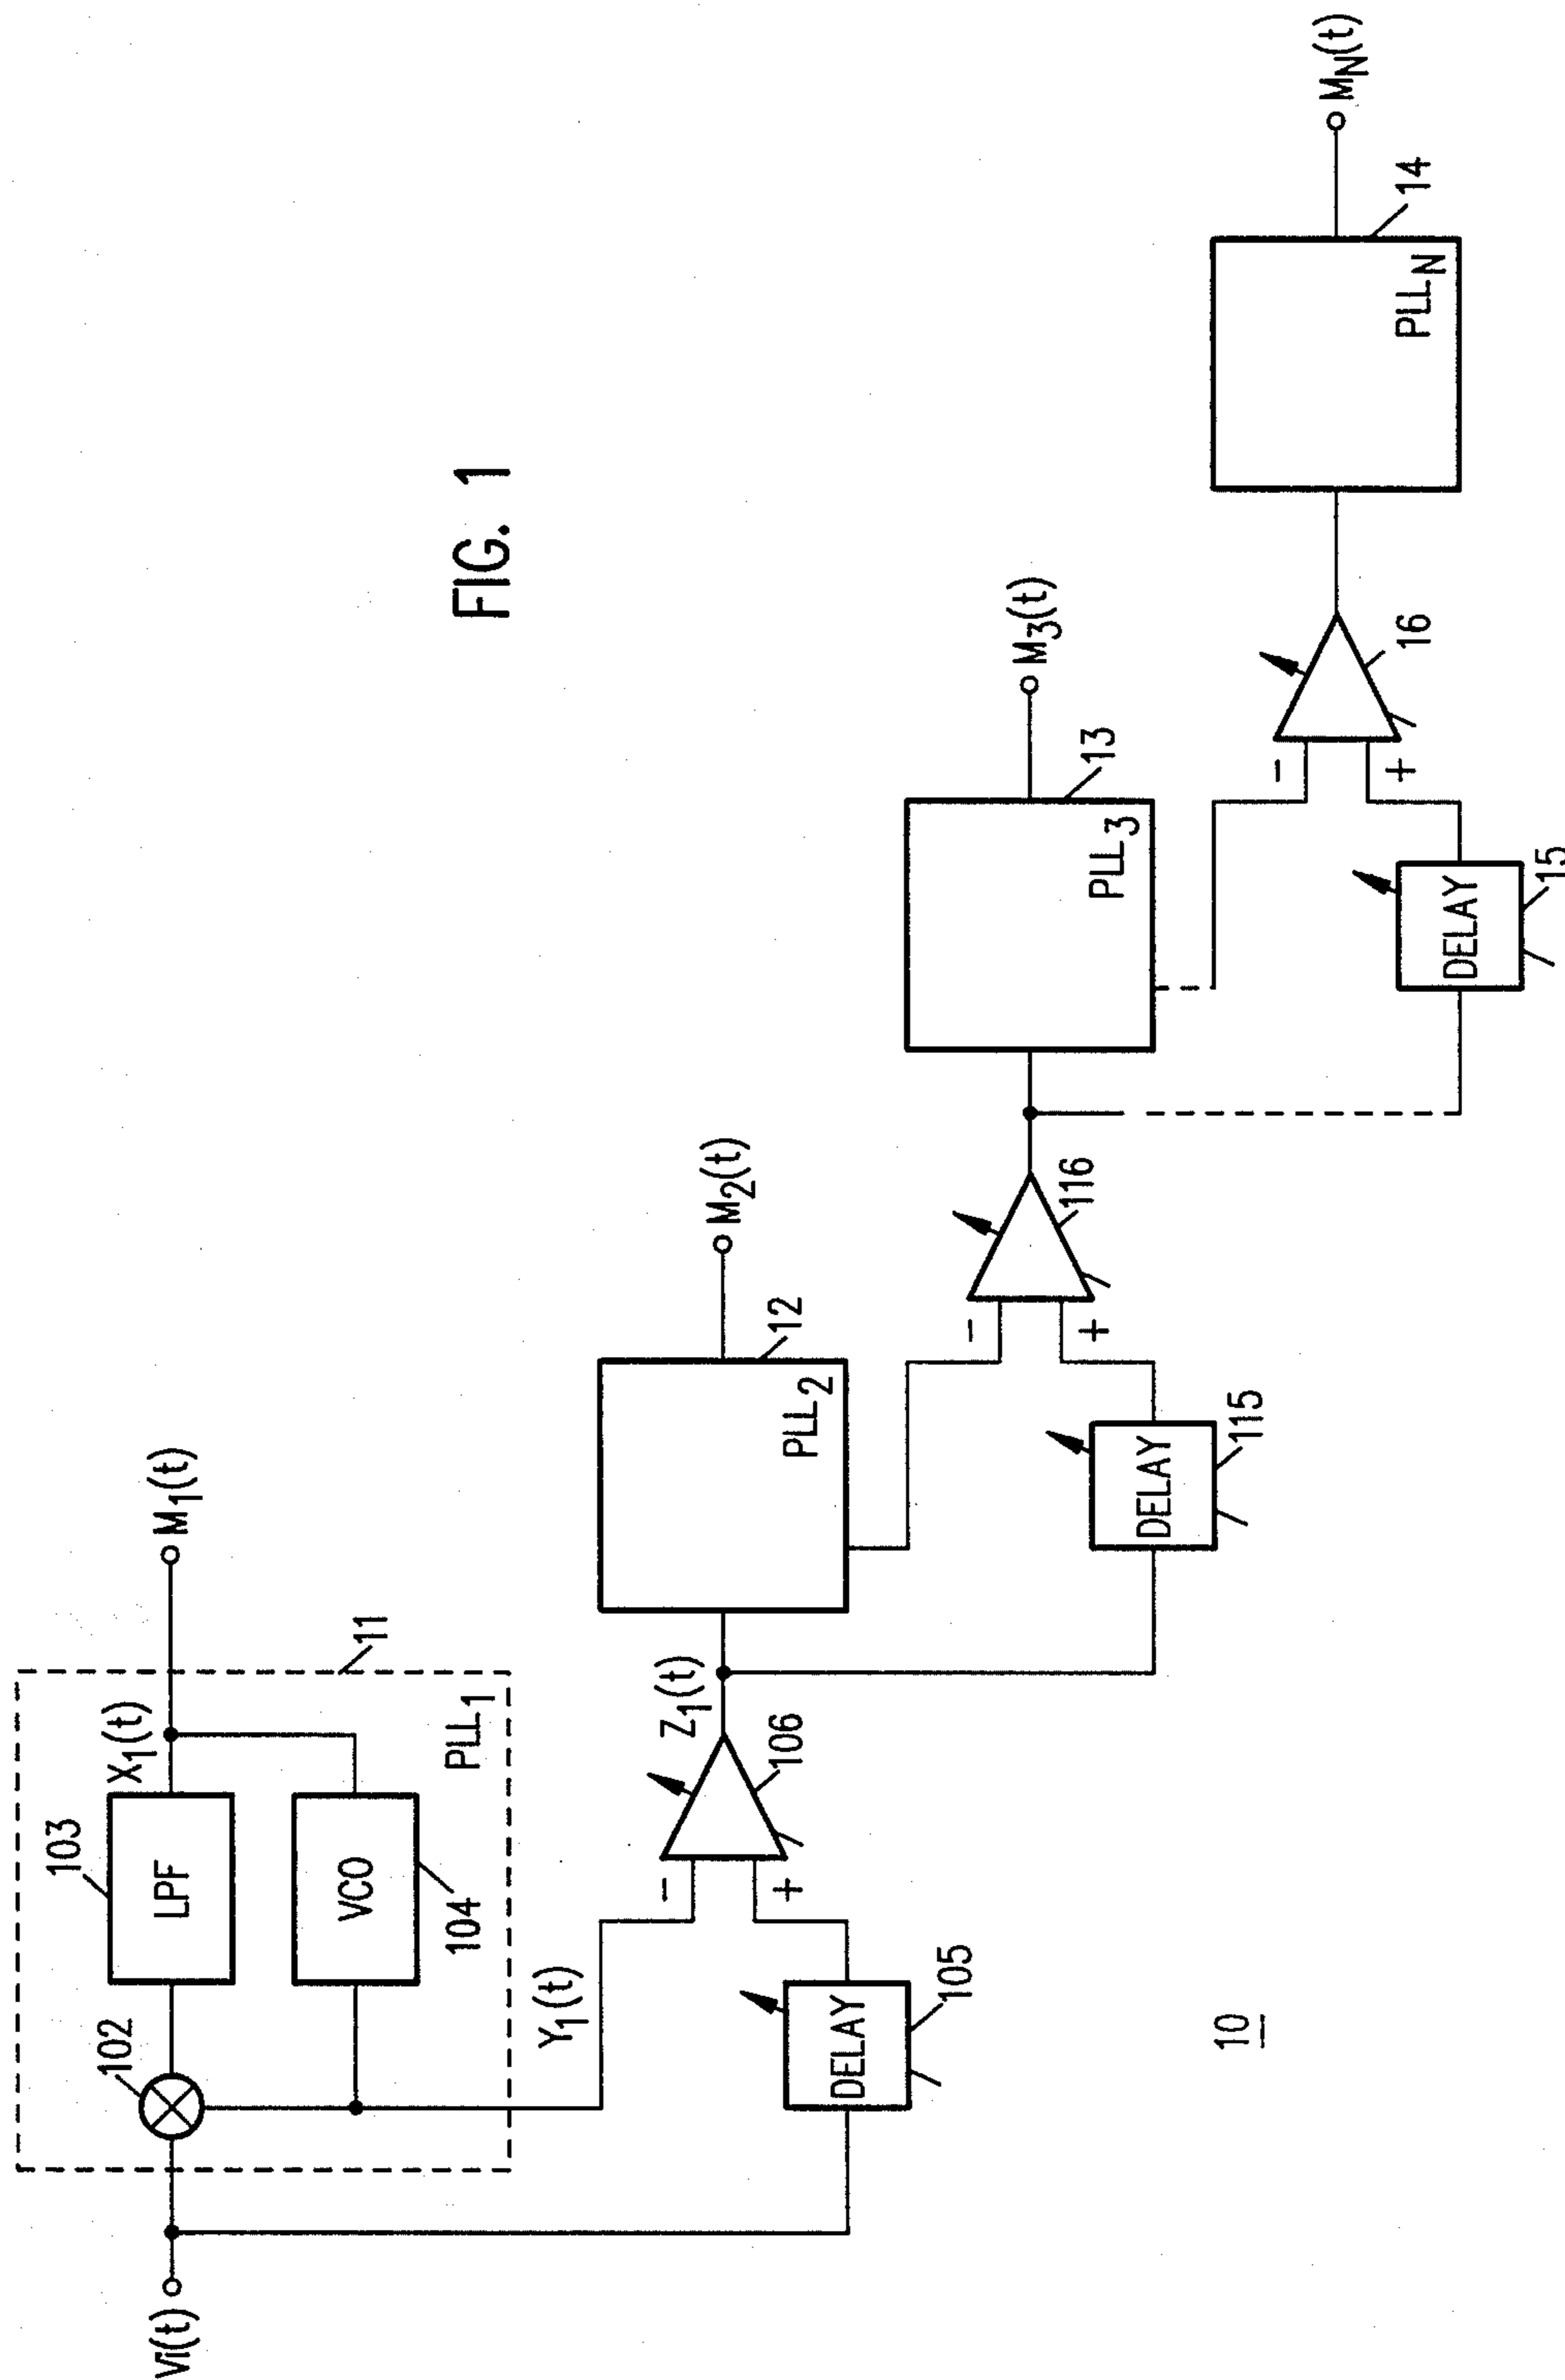 FIG. 1
Vi(t)
102
103
LPF
X1(t)
M1(t)
VCO
104
PLL1
11
Y1(t)
DELAY
105
-
+
106
Z1(t)
PLL2
12
M2(t)
DELAY
115
-
+
116
PLL3
13
M3(t)
DELAY
15
-
+
16
PLLN
14
MN(t)
10